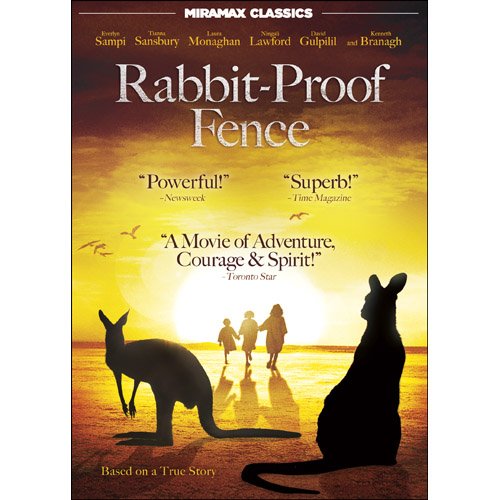 MIRAMAX CLASSICS
Everlyn Sampi
Tianna Sansbury
Laura Monaghan
Ningali Lawford
David Gulpilil
and Kenneth Branagh
Rabbit-Proof
Fence
“Powerful!”
–Newsweek
“Superb!”
–Time Magazine
“A Movie of Adventure,
Courage & Spirit!”
–Toronto Star
Based on a True Story